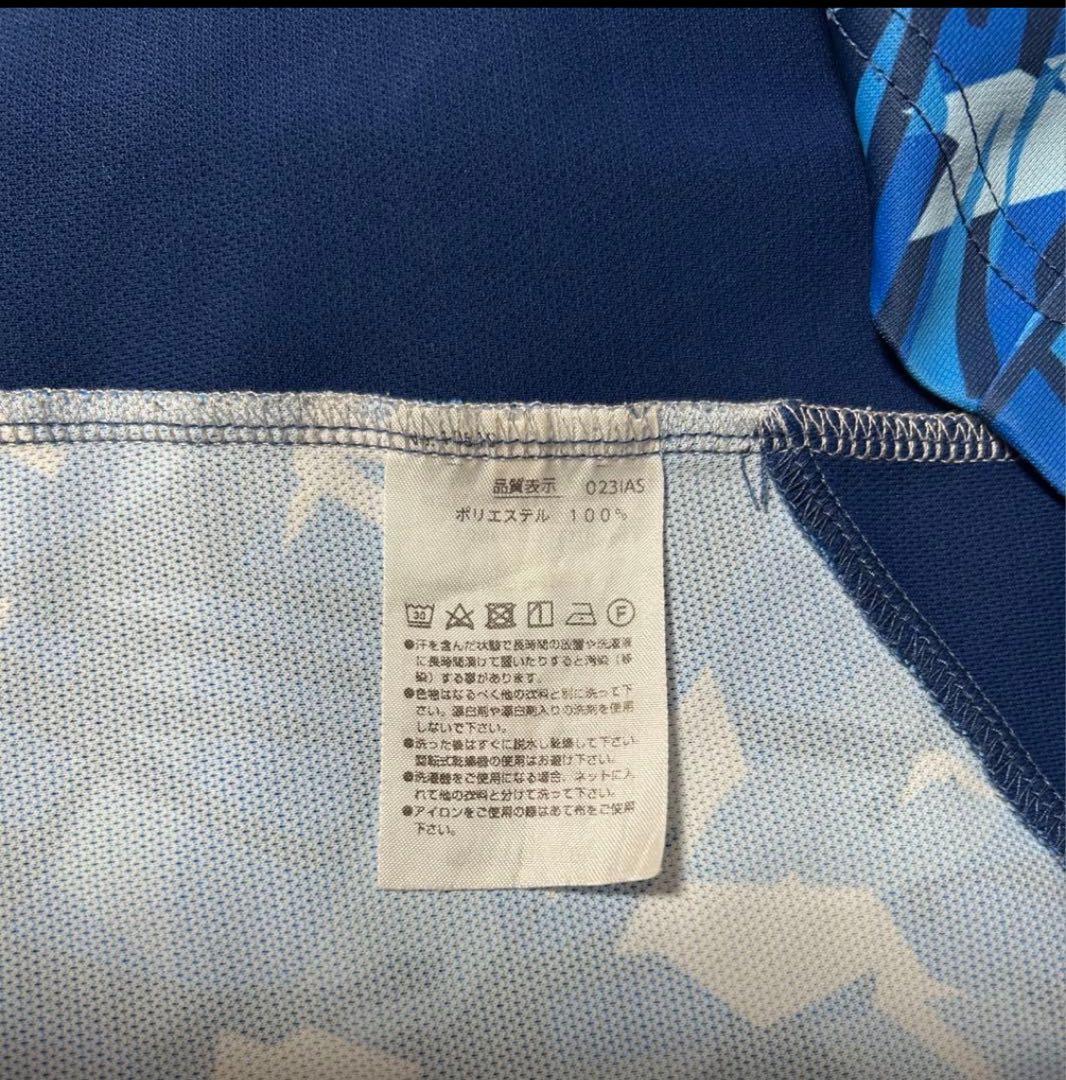 品質表示 023IAS
ポリエステル 100%
30 F
●汗を含んだ状態で長時間の放置や洗濯液
に長時間漬けて置いたりすると汚染(移
染)する事があります。
●色物はなるべく他の衣料と別に洗って下
さい。漂白剤や漂白剤入りの洗剤を使用
しないで下さい。
●洗った後はすぐに脱水し乾燥して下さい
回転式乾燥器の使用はお避け下さい。
●洗濯器をご使用になる場合、ネットに入
れて他の衣料と分けて洗って下さい。
●アイロンをご使用の際はあて布をご使用
下さい。